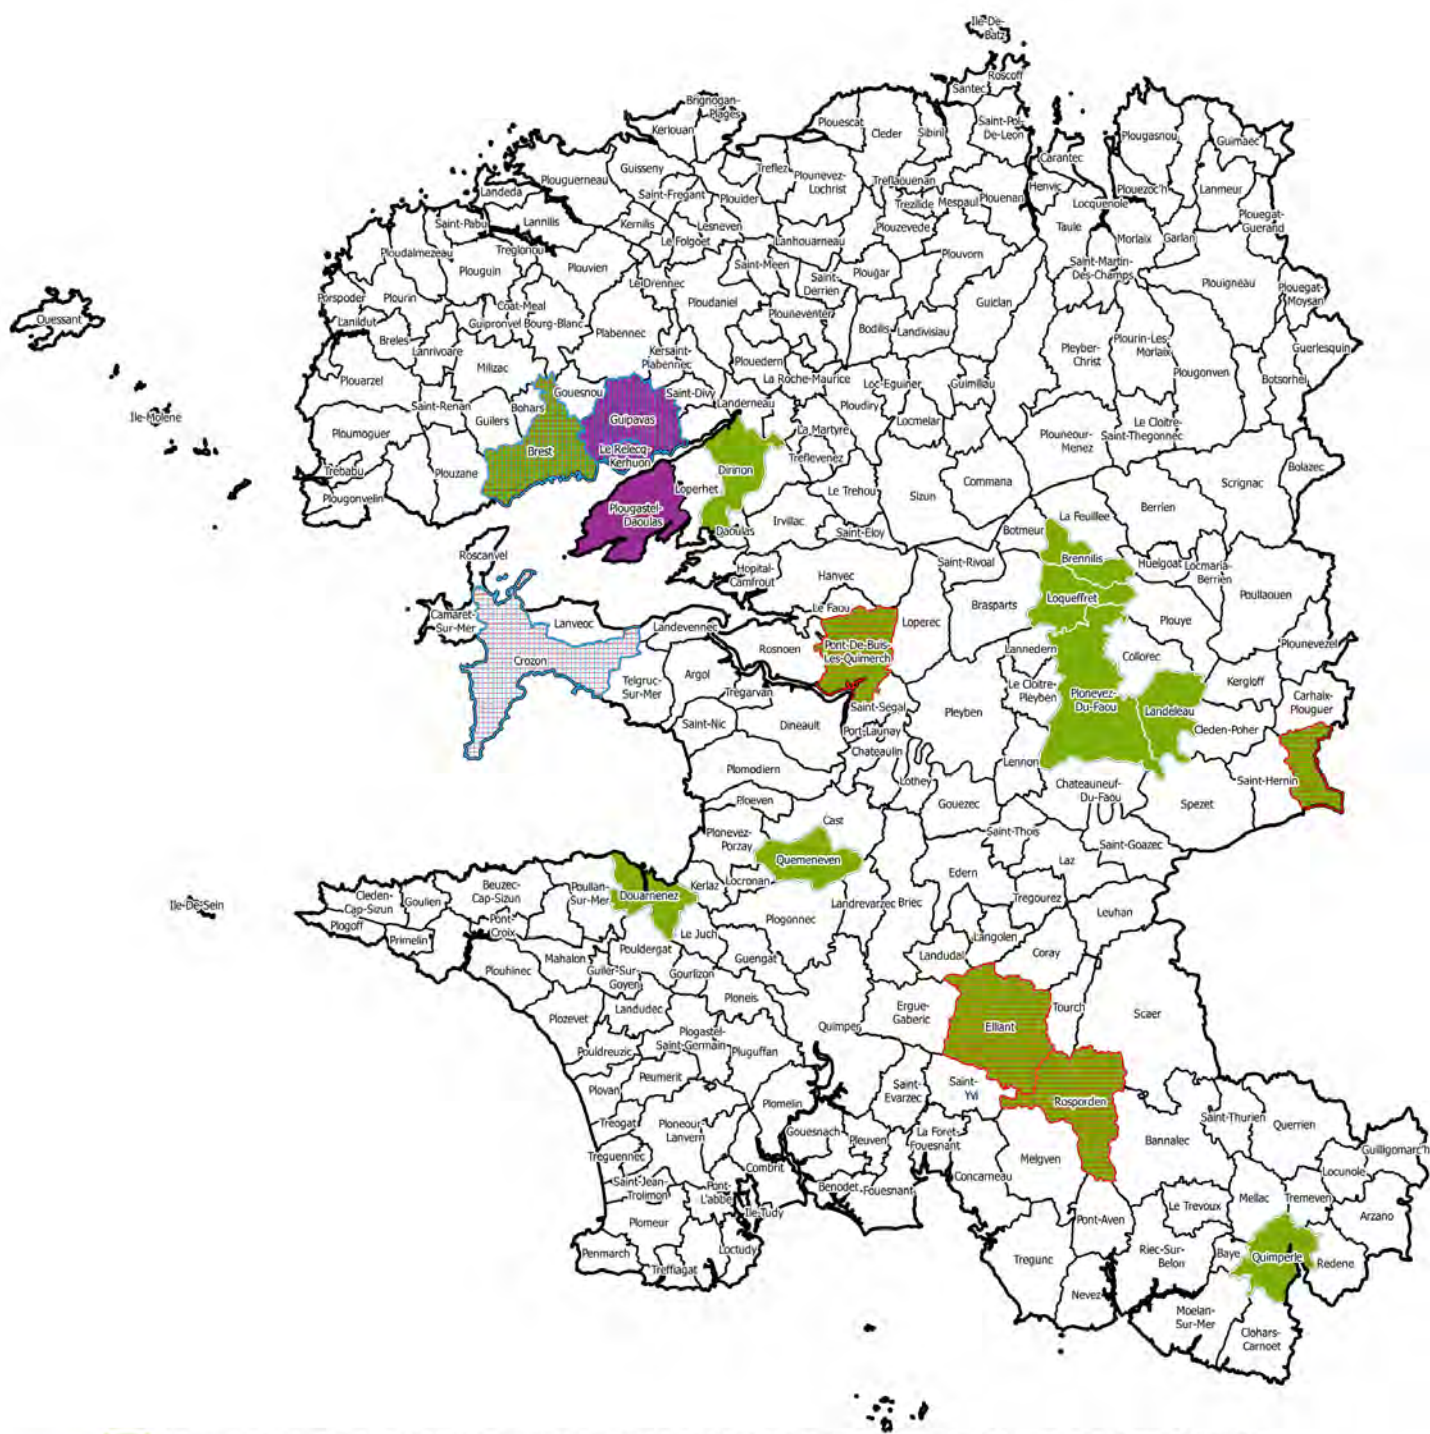 Ile-De-
Batz
Roscoff
Santec
Brignogan-
Plages
Kerlouan
Plouescat
Cleder
Sibiril
Saint-Pol-
De-Leon
Plougasnou
Guimaec
Carantec
Guisseny
Treflez
Plounevez-
Lochrist
Treflaouenan
Plouguerneau
Landeda
Saint-Fregant
Plouider
Trezilide
Mespaul
Plouenan
Henvic
Plouezoc'h
Lanmeur
Locquenole
Saint-Pabu
Lannilis
Kernilis
Lesneven
Plouzevede
Taule
Plouegat-
Guerand
Le Folgoet
Lanhouarneau
Morlaix
Garlan
Ploudalmezeau
Treglonou
Plouguin
Plouvien
Saint-Meen
Plouvorn
Saint-Martin-
Des-Champs
Plougar
Saint-
Derrien
Le Drennec
Plouigneau
Plouegat-
Moysan
Porspoder
Plourin
Coat-Meal
Ploudaniel
Guiclan
Ouessant
Lanildut
Guipronvel
Bourg-Blanc
Plouneventer
Bodilis
Landivisiau
Breles
Plabennec
Plourin-Les-
Morlaix
Pleyber-
Christ
Guerlesquin
Lanrivoare
Kersaint-
Plabennec
Plouedern
Milizac
Plouarzel
La Roche-Maurice
Loc-Eguiner
Guimiliau
Plougonven
Botsorhel
Gouesnou
Saint-Divy
Landerneau
Ploudiry
Saint-Renan
Bohars
Ile-Molene
Guilers
Guipavas
Locmelar
Le Cloitre-
Saint-Thegonnec
Ploumoguer
La Martyre
Plouneour-
Menez
Brest
Le Relecq-
Kerhuon
Treflevenez
Trebabu
Plouzane
Dirinon
Bolazec
Commana
Scrignac
Plougonvelin
Loperhet
Le Trehou
Sizun
Plougastel-
Daoulas
Berrien
La Feuillee
Irvillac
Daoulas
Saint-Eloy
Botmeur
Roscanvel
Saint-Rivoal
Brennilis
Huelgoat
Locmaria-
Berrien
Hopital-
Camfrout
Hanvec
Poullaouen
Loqueffret
Brasparts
Le Faou
Camaret-
Sur-Mer
Lanveoc
Landevennec
Loperec
Plouye
Rosnoen
Pont-De-Buis-
Les-Quimerch
Lannedern
Plounevezel
Crozon
Collorec
Argol
Telgruc-
Sur-Mer
Kergloff
Le Cloitre-
Pleyben
Tregarvan
Plonevez-
Du-Faou
Carhaix-
Plouguer
Saint-Segal
Landeleau
Pleyben
Saint-Nic
Dineault
Port-Launay
Cleden-Poher
Chateaulin
Lennon
Plomodiern
Lothey
Saint-Hernin
Chateauneuf-
Du-Faou
Ploeven
Gouezec
Spezet
Cast
Plonevez-
Porzay
Saint-Thois
Saint-Goazec
Quemeneven
Laz
Edern
Kerlaz
Locronan
Beuzec-
Cap-Sizun
Poullan-
Sur-Mer
Douarnenez
Cleden-
Cap-Sizun
Goulien
Ile-De-Sein
Landrevarzec
Briec
Tregourez
Leuhan
Plogoff
Pont-
Croix
Plogonnec
Primelin
Le Juch
Langolen
Pouldergat
Coray
Landudal
Mahalon
Guengat
Plouhinec
Guiler-Sur-
Goyen
Gourlizon
Ploneis
Ergue-
Gaberic
Tourch
Landudec
Scaer
Plozevet
Quimper
Elliant
Plogastel-
Saint-Germain
Pluguffan
Pouldreuzic
Peumerit
Saint-
Evarzec
Saint-
Yvi
Plovan
Plomelin
Rosporden
Treogat
Ploneour-
Lanvern
Saint-Thurien
Querrien
Gouesnach
Pleuven
La Foret-
Fouesnant
Bannalec
Guilligomarc'h
Treguennec
Melgven
Combrit
Locunole
Concarneau
Saint-Jean-
Trolimon
Pont-
L'abbe
Benodet
Fouesnant
Mellac
Tremeven
Le Trevoux
Ile-Tudy
Arzano
Plomeur
Pont-Aven
Penmarch
Loctudy
Riec-Sur-
Belon
Baye
Quimperle
Redene
Tregunc
Treffiagat
Nevez
Moelan-
Sur-Mer
Clohars-
Carnoet